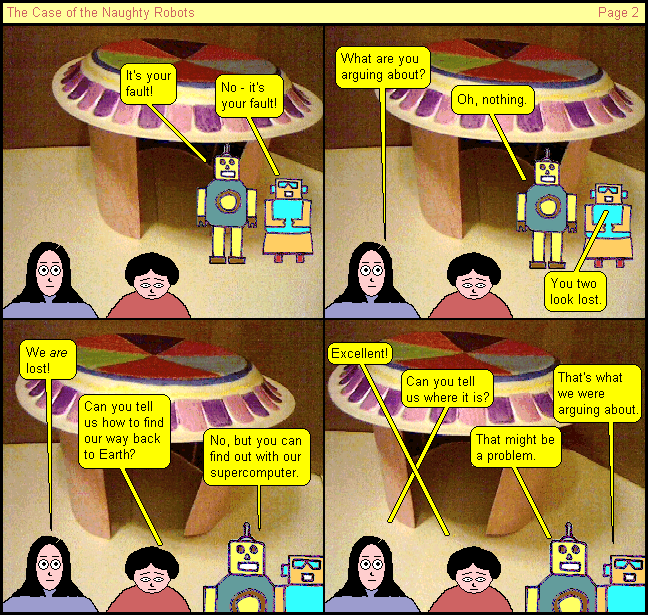 The Case of the Naughty Robots
Page 2
It's your
fault!
No - it's
your fault!
What are you
arguing about?
Oh, nothing.
You two
look lost.
We are
lost!
Can you tell
us how to find
our way back
to Earth?
No, but you can
find out with our
supercomputer.
Excellent!
Can you tell
us where it is?
That might be
a problem.
That's what
we were
arguing about.